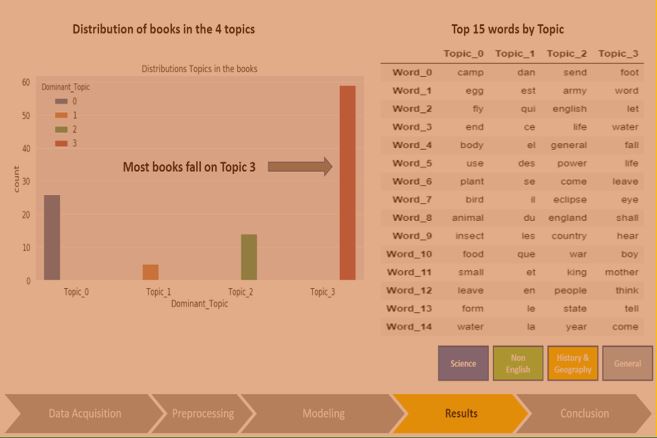 Distribution of books in the 4 topics
Distributions Topics in the books
Dominant_Topic
0
1
2
3
60
50
40
30
20
10
0
count
Most books fall on Topic 3
Topic_0 Topic_1 Topic_2 Topic_3
Dominant_Topic
Top 15 words by Topic
Topic_0 Topic_1 Topic_2 Topic_3
Word_0 camp dan send foot
Word_1 egg est army word
Word_2 fly qui english let
Word_3 end ce life water
Word_4 body el general fall
Word_5 use des power life
Word_6 plant se come leave
Word_7 bird il eclipse eye
Word_8 animal du england shall
Word_9 insect les country hear
Word_10 food que war boy
Word_11 small et king mother
Word_12 leave en people think
Word_13 form le state tell
Word_14 water la year come
Science
Non
English
History &
Geography
General
Data Acquisition Preprocessing Modeling Results Conclusion